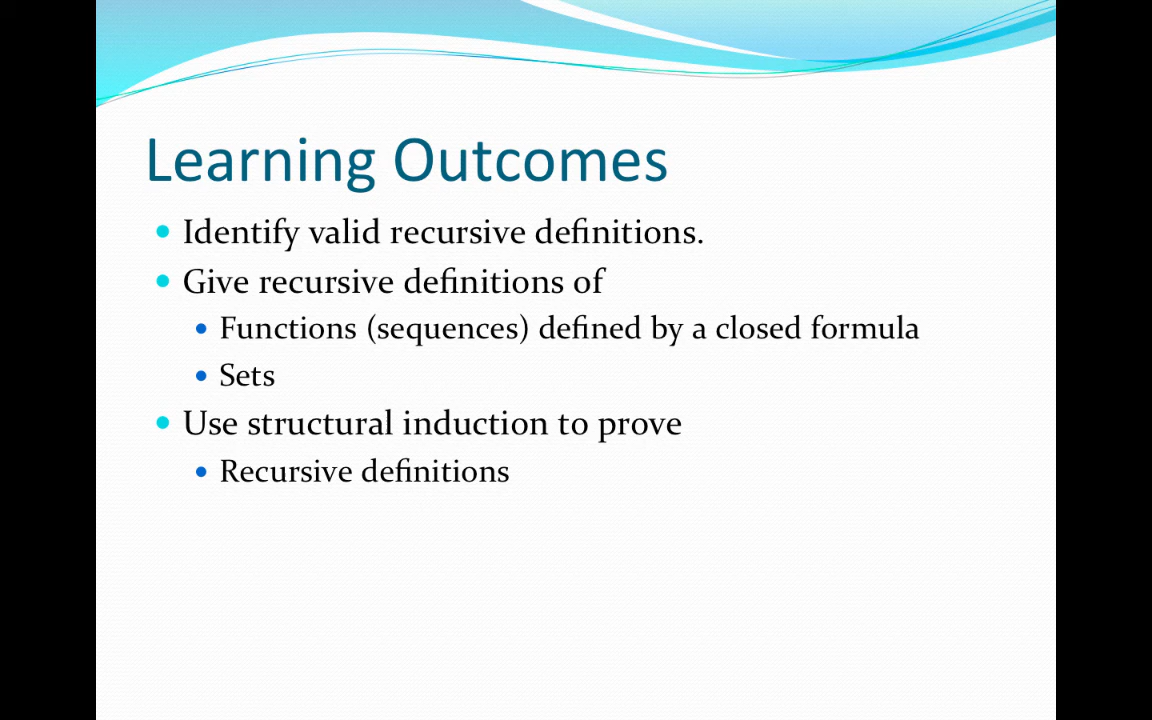 Learning Outcomes
• Identify valid recursive definitions.
• Give recursive definitions of
• Functions (sequences) defined by a closed formula
• Sets
• Use structural induction to prove
• Recursive definitions